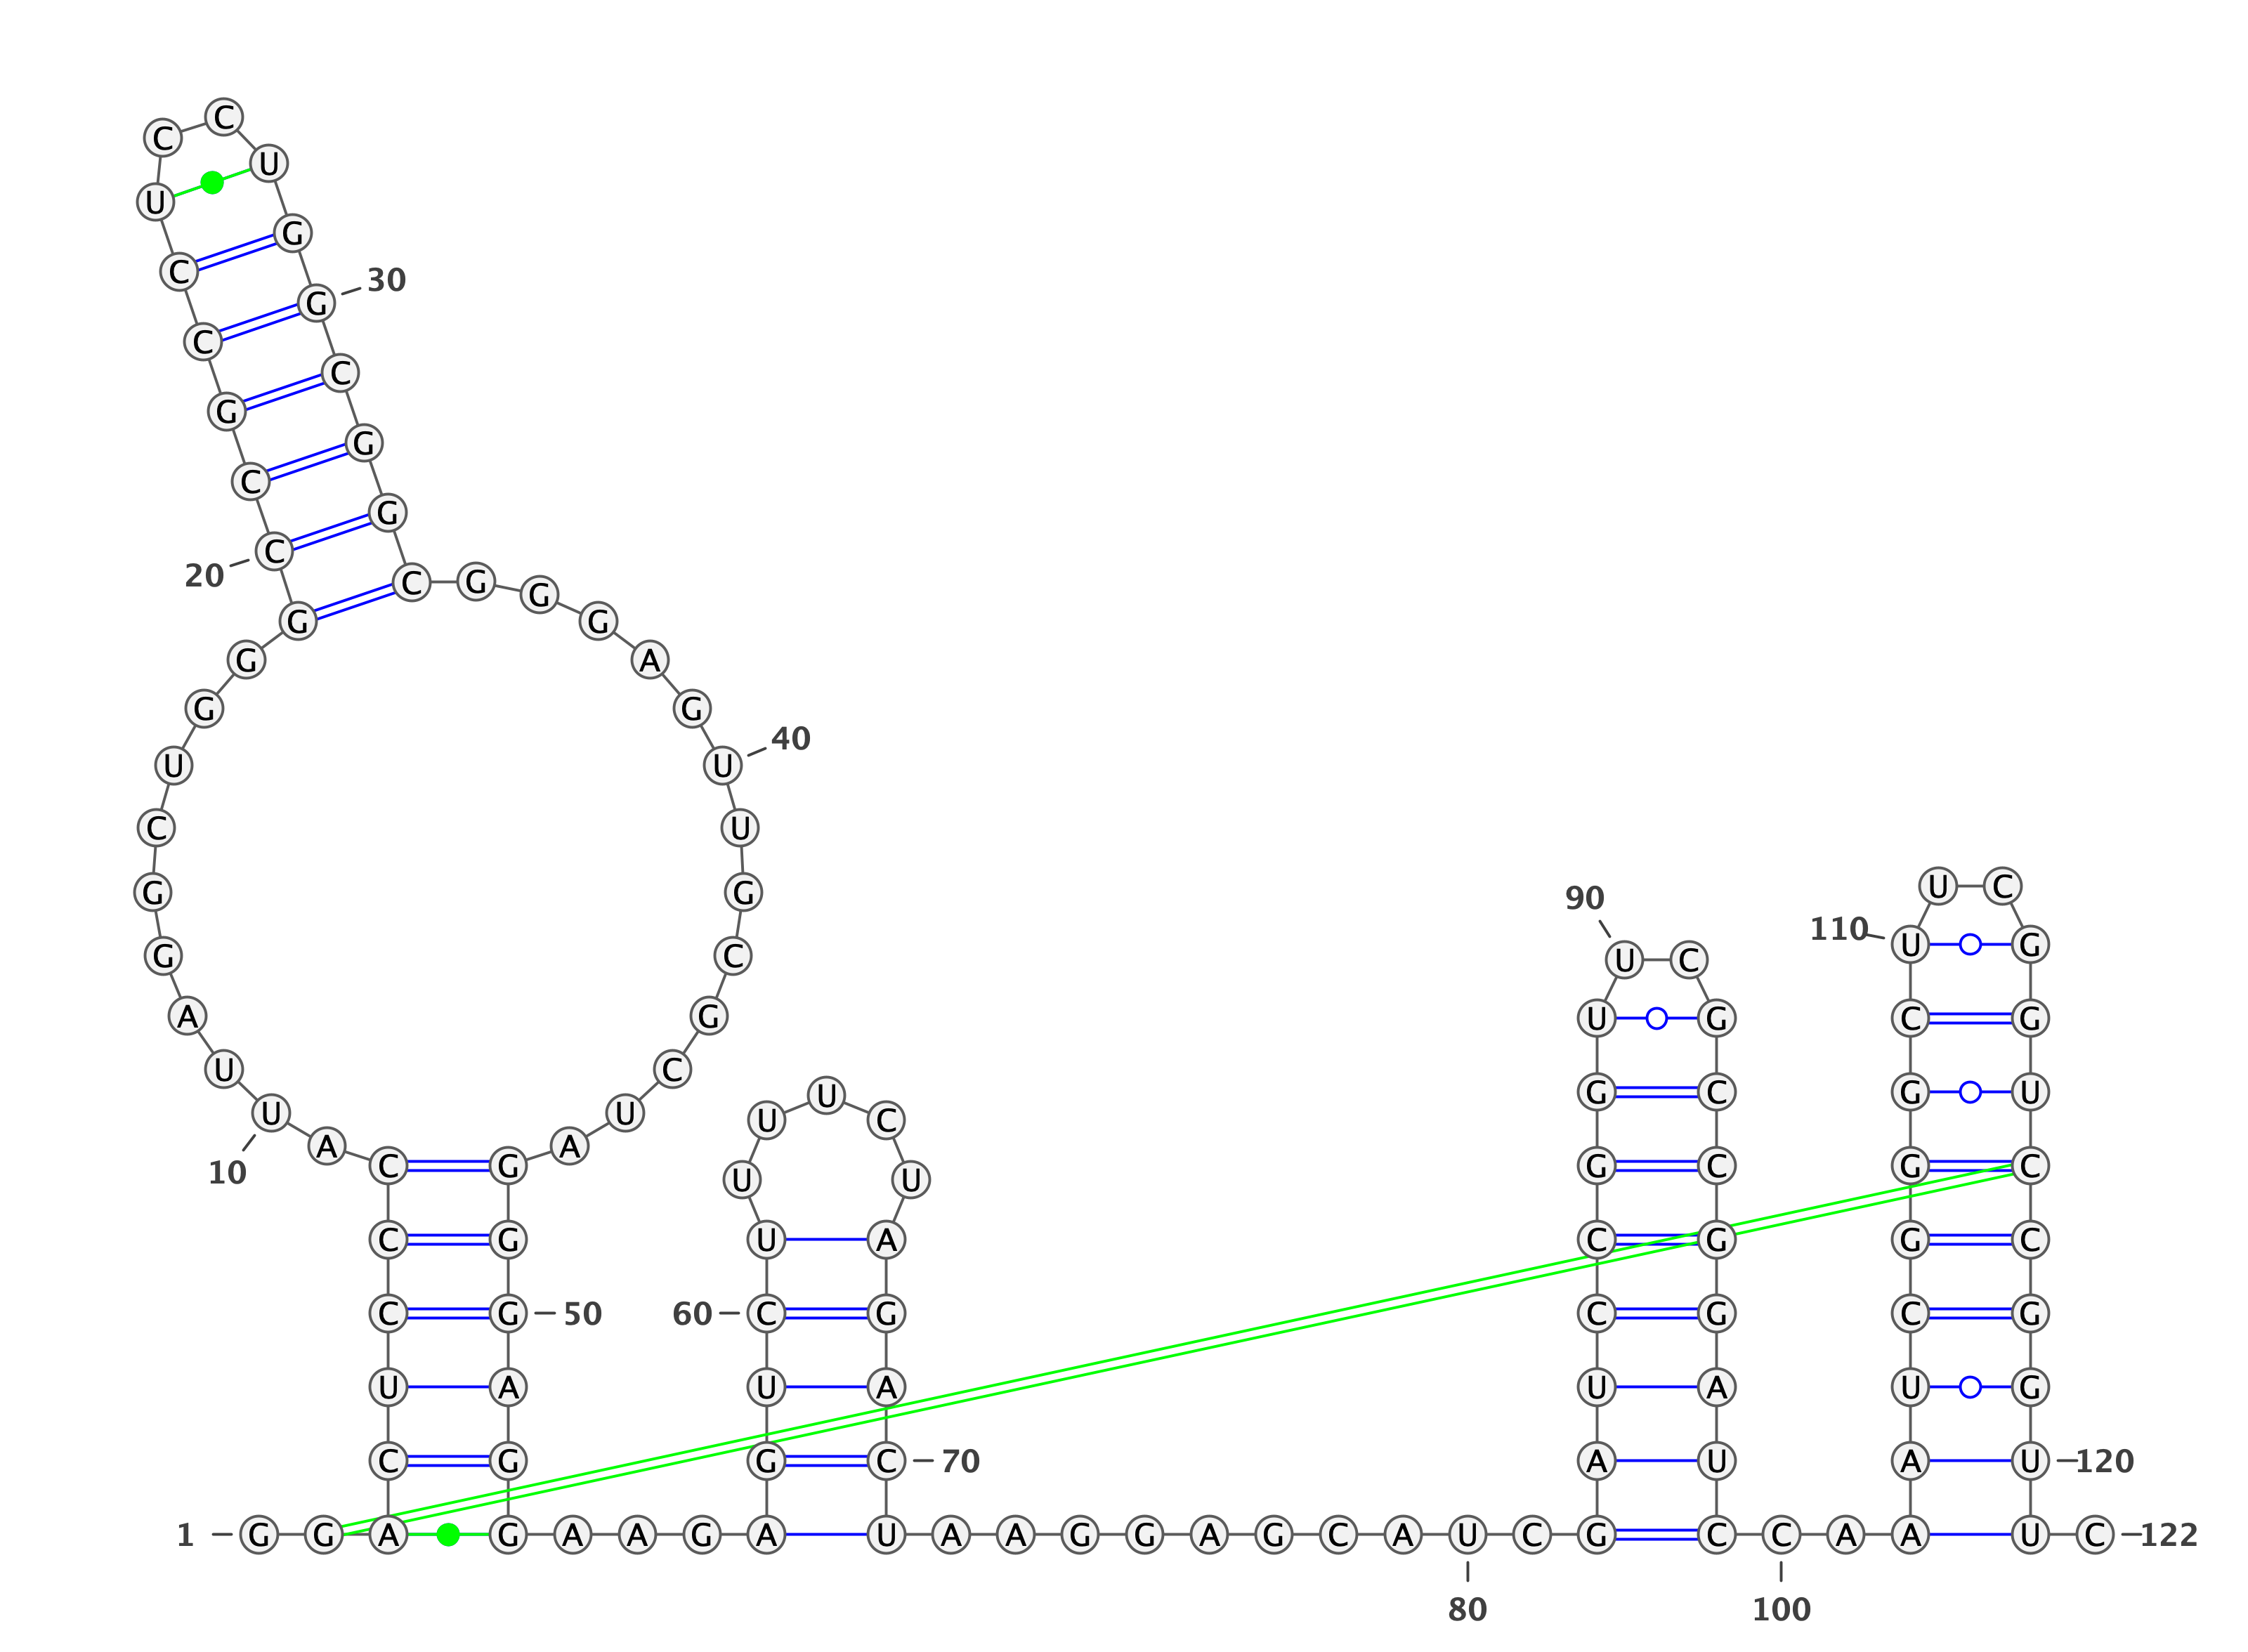 C C
U
U
G
C
30
G
C
C
G
G
C
G
C
20 C G G
G G
G A
G G
40
U U
C U
U C
G G
90
110 U G
G C
U C
A G U G C G
U C
U G C G U
U U U C
A A
C G G C G C
10 U U
C G U A C G G C
C G 50 60 C G C G C G
U A U A U A U G
C G G C 70 A U A U 120
1 G G A G A A G A U A A G G A G C A U C G C C A A U C 122
80 100